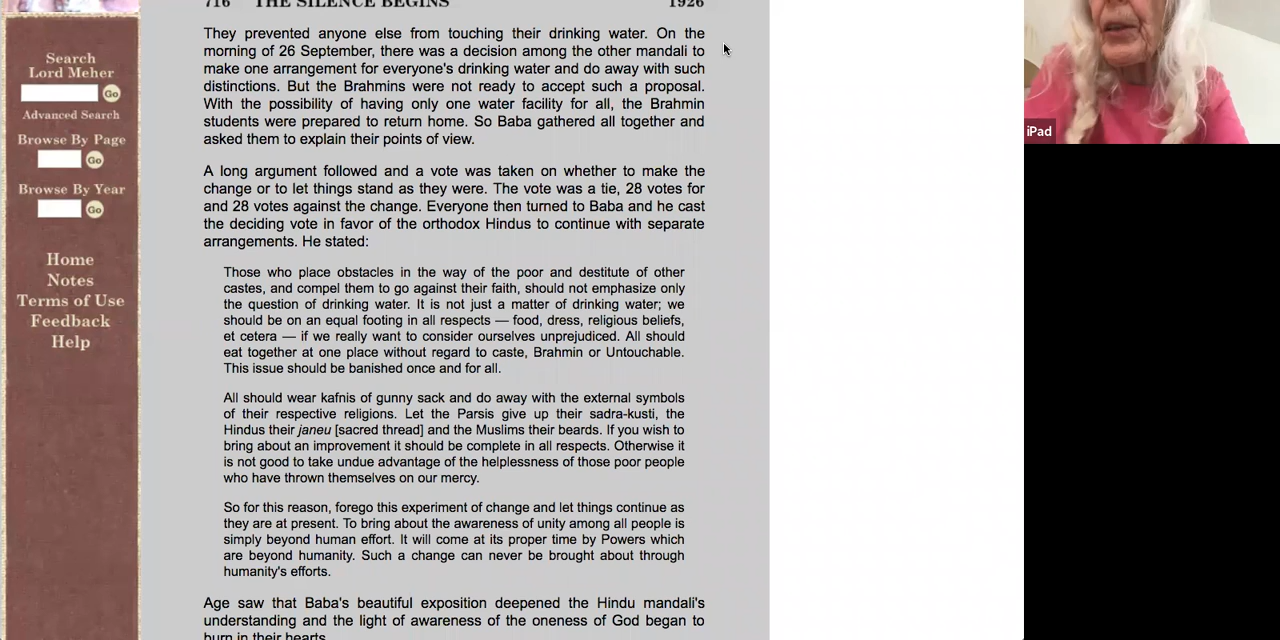 716 THE SILENCE BEGINS 1926
They prevented anyone else from touching their drinking water. On the
morning of 26 September, there was a decision among the other mandali to
make one arrangement for everyone's drinking water and do away with such
distinctions. But the Brahmins were not ready to accept such a proposal.
With the possibility of having only one water facility for all, the Brahmin
students were prepared to return home. So Baba gathered all together and
asked them to explain their points of view.
A long argument followed and a vote was taken on whether to make the
change or to let things stand as they were. The vote was a tie, 28 votes for
and 28 votes against the change. Everyone then turned to Baba and he cast
the deciding vote in favor of the orthodox Hindus to continue with separate
arrangements. He stated:
Those who place obstacles in the way of the poor and destitute of other
castes, and compel them to go against their faith, should not emphasize only
the question of drinking water. It is not just a matter of drinking water; we
should be on an equal footing in all respects — food, dress, religious beliefs,
et cetera — if we really want to consider ourselves unprejudiced. All should
eat together at one place without regard to caste, Brahmin or Untouchable.
This issue should be banished once and for all.
All should wear kafnis of gunny sack and do away with the external symbols
of their respective religions. Let the Parsis give up their sadra-kusti, the
Hindus their janeu [sacred thread] and the Muslims their beards. If you wish to
bring about an improvement it should be complete in all respects. Otherwise it
is not good to take undue advantage of the helplessness of those poor people
who have thrown themselves on our mercy.
So for this reason, forego this experiment of change and let things continue as
they are at present. To bring about the awareness of unity among all people is
simply beyond human effort. It will come at its proper time by Powers which
are beyond humanity. Such a change can never be brought about through
humanity's efforts.
Age saw that Baba's beautiful exposition deepened the Hindu mandali's
understanding and the light of awareness of the oneness of God began to
burn in their hearts.
Search
Lord Meher
Go
Advanced Search
Browse By Page
Go
Browse By Year
Go
Home
Notes
Terms of Use
Feedback
Help
iPad